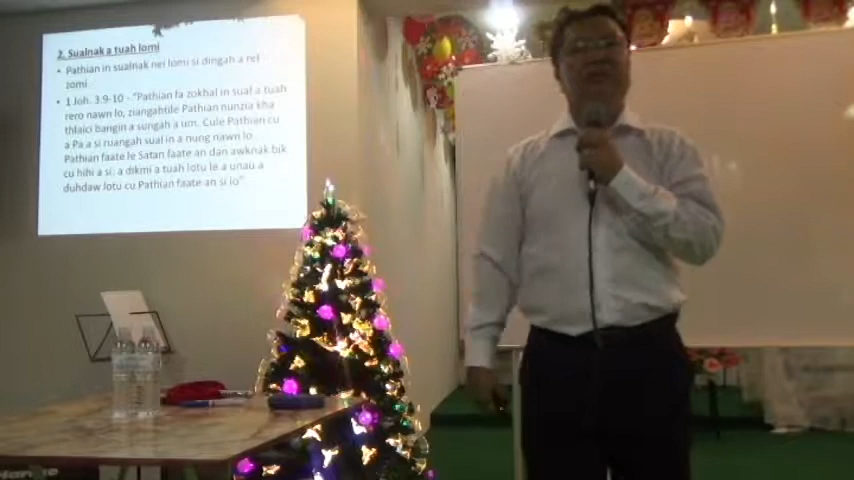 2. Sualnak a tuah lomi
• Pathian in sualnak nei lomi si dingah a relzomi
• 1 Joh. 3.9-10 – "Pathian fa zokhal in sual a tuah
rero nawn lo, ziangahtile Pathian nunzia kha
thlaici bangin a sungah a um. Cule Pathian cu
a Pa a si ruangah sual in a nung nawn lo.
Pathian faate le Satan faate an dan awknak bik
cu hihi a si: a dikmi a tuah lotu le a unau a
duhdaw lotu cu Pathian faate an si lo"